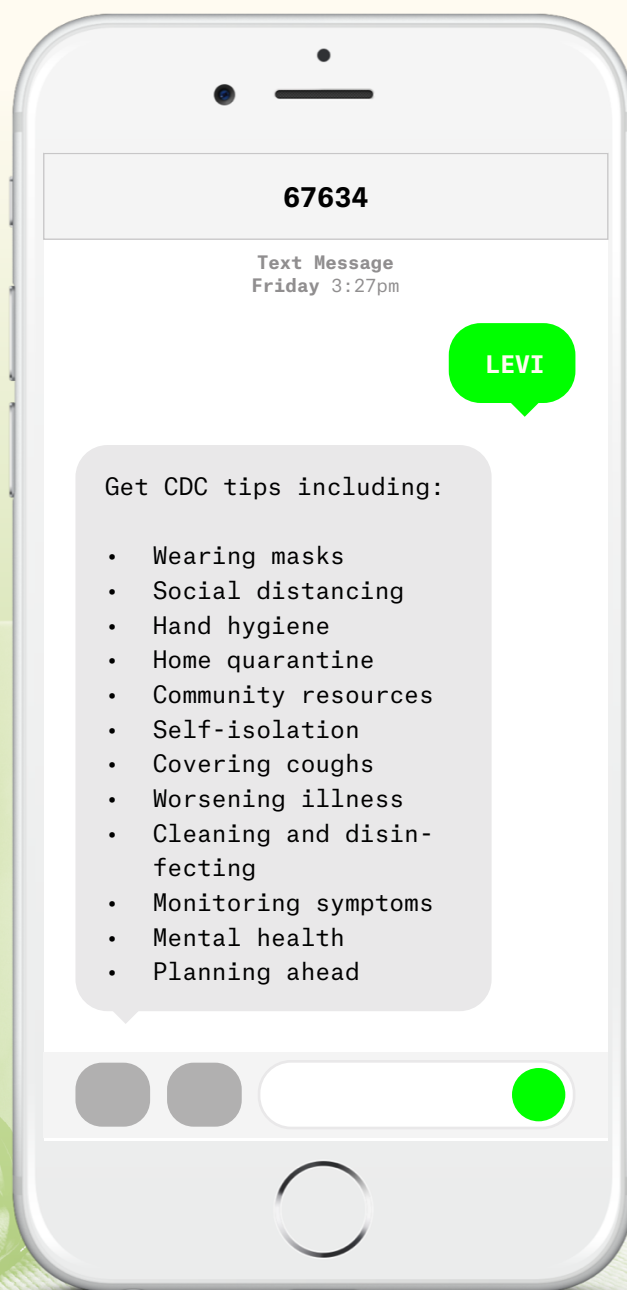 67634
Text Message
Friday 3:27pm
LEVI
Get CDC tips including:
• Wearing masks
• Social distancing
• Hand hygiene
• Home quarantine
• Community resources
• Self-isolation
• Covering coughs
• Worsening illness
• Cleaning and disin-
fecting
• Monitoring symptoms
• Mental health
• Planning ahead